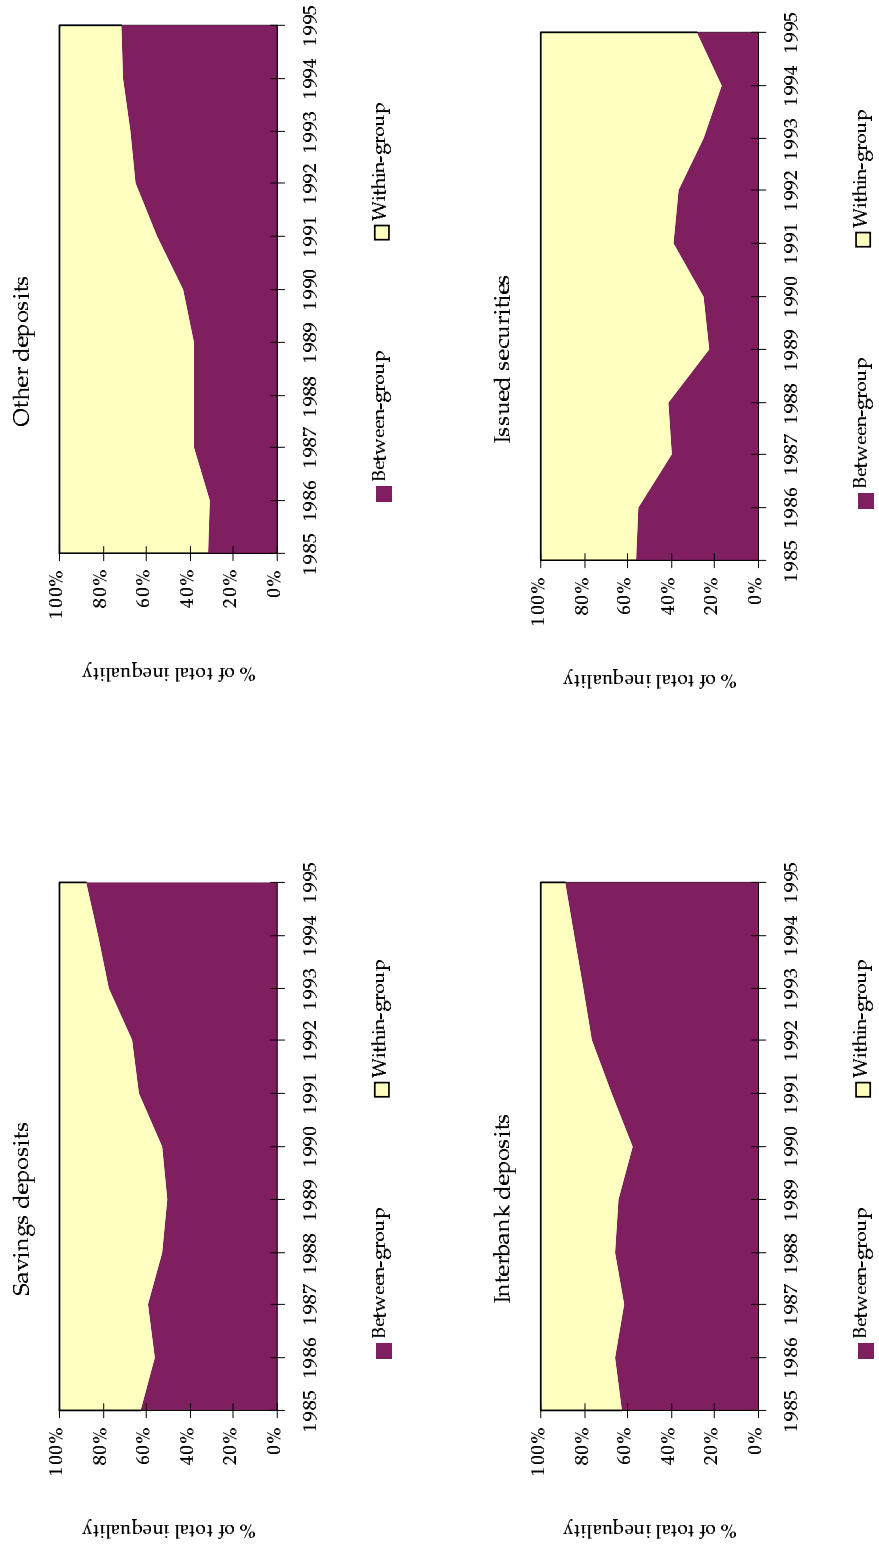 Savings deposits
% of total inequality
100%
80%
60%
40%
20%
0%
1985 1986 1987 1988 1989 1990 1991 1992 1993 1994 1995
Between-group Within-group
Other deposits
% of total inequality
100%
80%
60%
40%
20%
0%
1985 1986 1987 1988 1989 1990 1991 1992 1993 1994 1995
Between-group Within-group
Interbank deposits
% of total inequality
100%
80%
60%
40%
20%
0%
1985 1986 1987 1988 1989 1990 1991 1992 1993 1994 1995
Between-group Within-group
Issued securities
% of total inequality
100%
80%
60%
40%
20%
0%
1985 1986 1987 1988 1989 1990 1991 1992 1993 1994 1995
Between-group Within-group